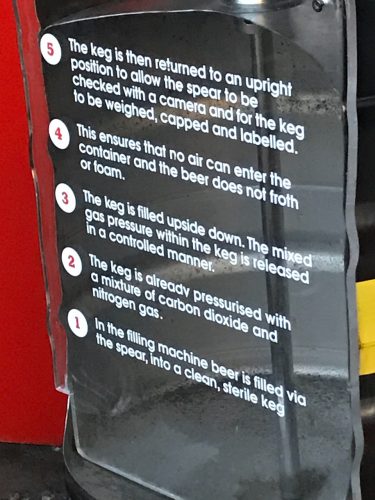 5 The keg is then returned to an upright
position to allow the spear to be
checked with a camera and for the keg
to be weighed, capped and labelled.
4 This ensures that no air can enter the
container and the beer does not froth
or foam.
3 The keg is filled upside down. The mixed
gas pressure within the keg is released
in a controlled manner.
2 The keg is already pressurised with
a mixture of carbon dioxide and
nitrogen gas.
1 In the filling machine beer is filled via
the spear, into a clean, sterile keg